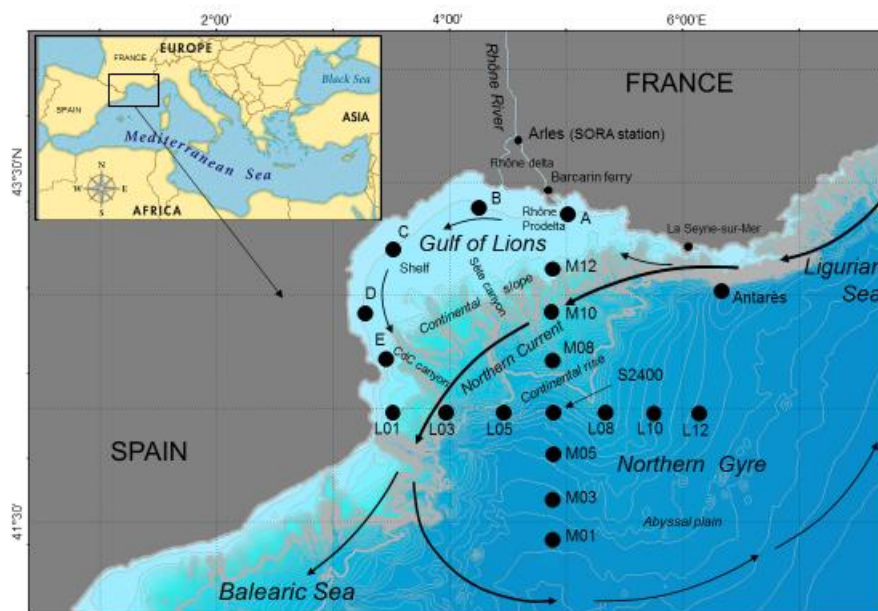 2°00'
4°00'
6°00'E
EUROPE
FRANCE
SPAIN
Black Sea
ASIA
Mediterranean Sea
N
W
E
S
AFRICA
43°30'N
41°30'
Rhône River
FRANCE
Arles (SORA station)
Rhône delta
Barcarin ferry
B
Rhône
Prodelta
A
La Seyne-sur-Mer
C
Gulf of Lions
Shelf
Sète canyon
M12
Ligurian
Sea
Continental slope
Antarès
D
M10
E
CdC canyon
Northern Current
M08
Continental rise
S2400
L01
L03
L05
L08
L10
L12
SPAIN
M05
Northern Gyre
M03
Abyssal plain
M01
Balearic Sea